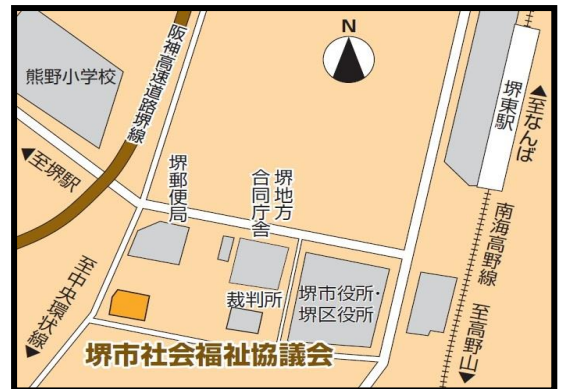 N
熊野小学校
阪神高速道路堺線
堺東駅
▲至なんば
◀至堺駅
堺郵便局
堺地方
合同庁舎
南海高野線
至高野山▼
至中央環状線▼
裁判所
堺市役所・
堺区役所
堺市社会福祉協議会